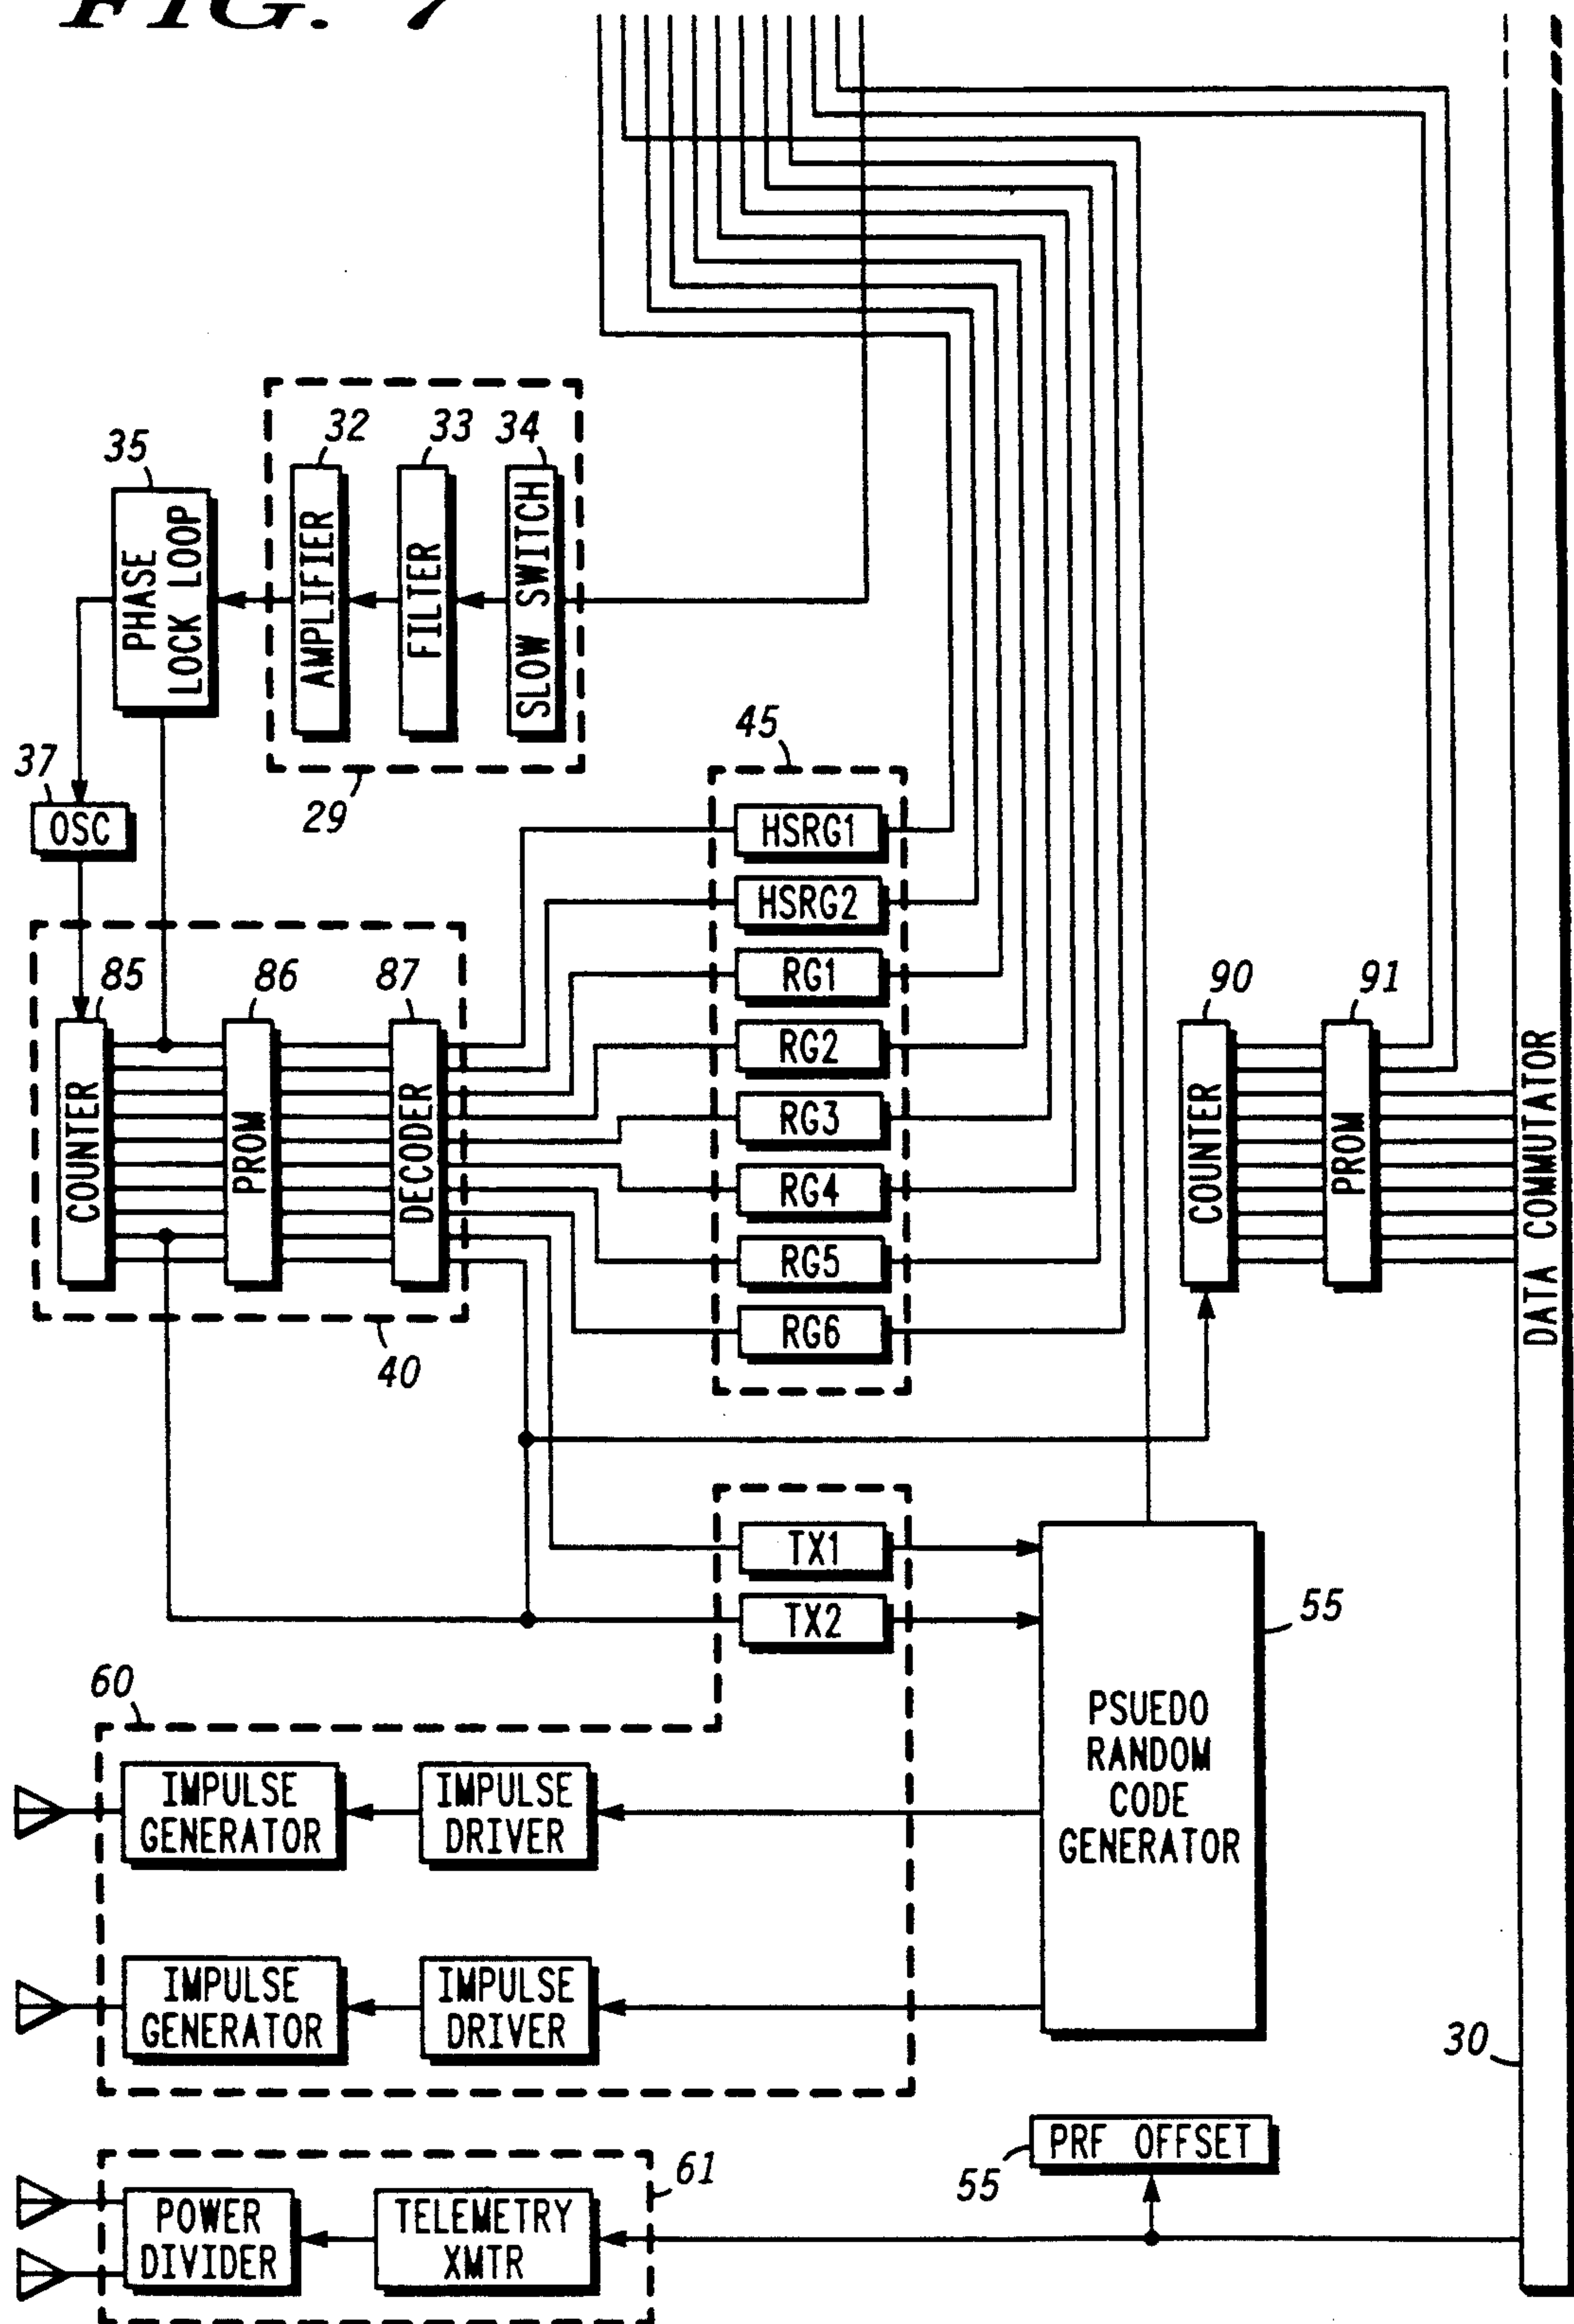 FIG. 7
32
33
34
35
PHASE
LOCK LOOP
AMPLIFIER
FILTER
SLOW SWITCH
37
OSC
29
45
HSRG1
HSRG2
RG1
RG2
RG3
RG4
RG5
RG6
85
86
87
COUNTER
PROM
DECODER
40
90
91
COUNTER
PROM
DATA COMMUTATOR
TX1
TX2
55
PSUEDO
RANDOM
CODE
GENERATOR
60
IMPULSE
GENERATOR
IMPULSE
DRIVER
IMPULSE
GENERATOR
IMPULSE
DRIVER
30
PRF OFFSET
55
61
POWER
DIVIDER
TELEMETRY
XMTR